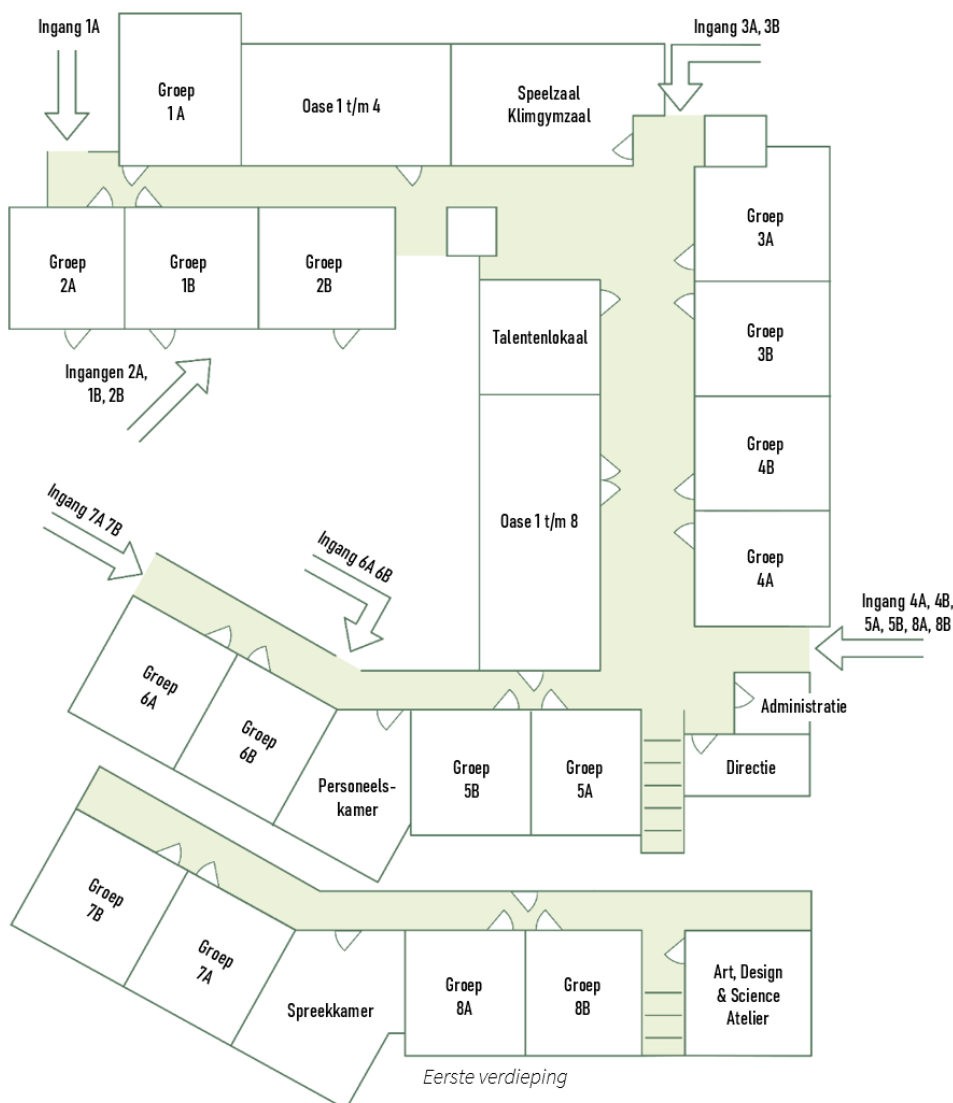 Ingang 1A
Ingang 3A, 3B
Groep
1 A
Oase 1 t/m 4
Speelzaal
Klimgymzaal
Groep
3A
Groep
2A
Groep
1B
Groep
2B
Groep
3B
Talentenlokaal
Ingangen 2A,
1B, 2B
Groep
4B
Ingang 7A 7B
Ingang 6A 6B
Oase 1 t/m 8
Groep
4A
Ingang 4A, 4B,
5A, 5B, 8A, 8B
Groep
6A
Groep
6B
Personeels-
kamer
Groep
5B
Groep
5A
Administratie
Directie
Groep
7B
Groep
7A
Spreekkamer
Groep
8A
Groep
8B
Art, Design
& Science
Atelier
Eerste verdieping